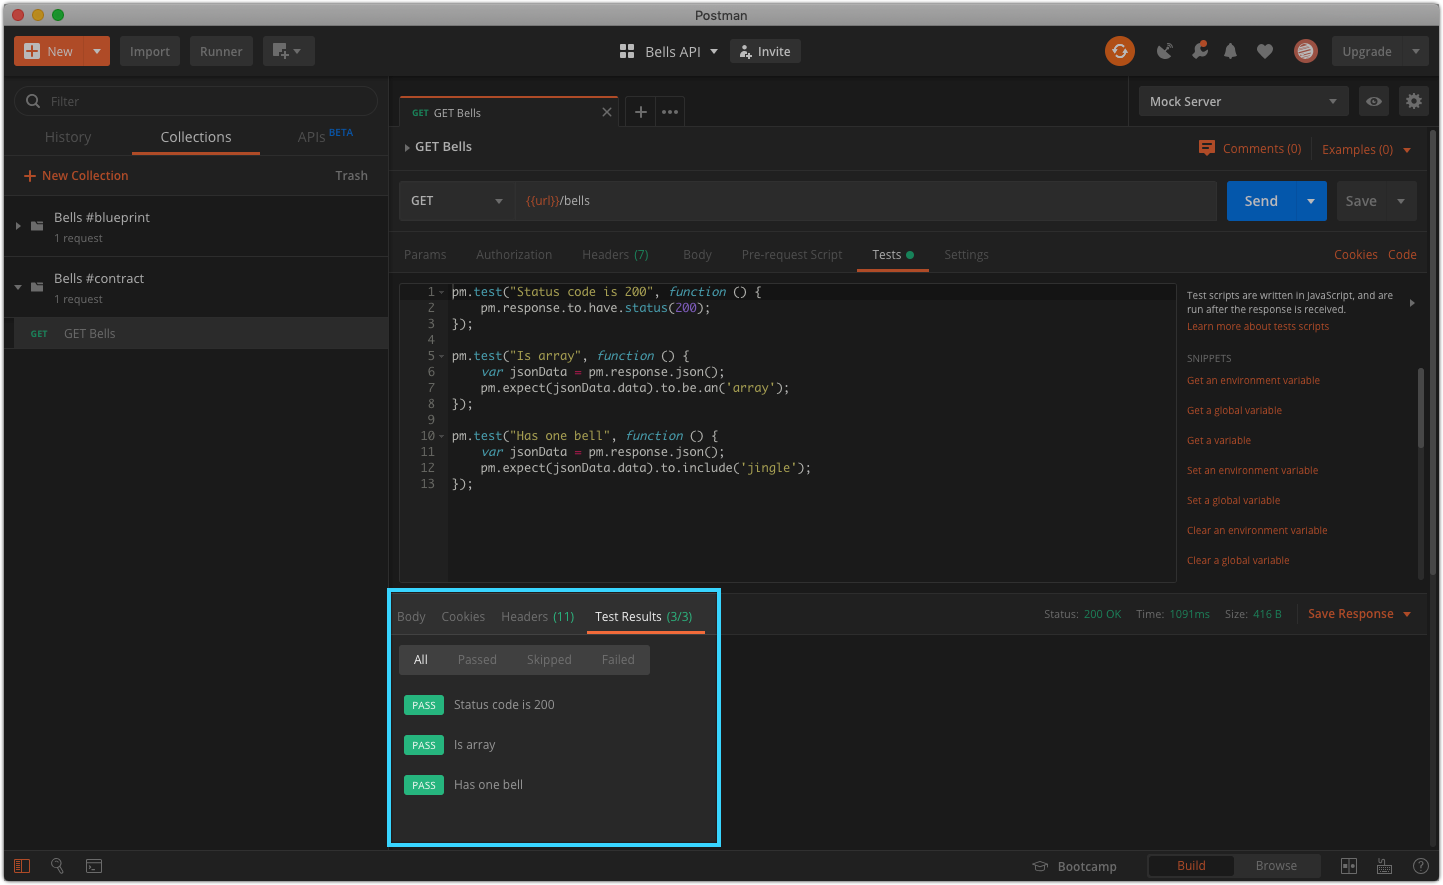 Postman
New
Import
Runner
Bells API
Invite
Upgrade
Filter
History
Collections
APIs BETA
New Collection
Trash
Bells #blueprint
1 request
Bells #contract
1 request
GET GET Bells
GET GET Bells
Mock Server
GET Bells
Comments (0)
Examples (0)
GET
{{url}}/bells
Send
Save
Params
Authorization
Headers (7)
Body
Pre-request Script
Tests
Settings
Cookies
Code
1 pm.test("Status code is 200", function () {
2 pm.response.to.have.status(200);
3 });
4
5 pm.test("Is array", function () {
6 var jsonData = pm.response.json();
7 pm.expect(jsonData.data).to.be.an('array');
8 });
9
10 pm.test("Has one bell", function () {
11 var jsonData = pm.response.json();
12 pm.expect(jsonData.data).to.include('jingle');
13 });
Test scripts are written in JavaScript, and are
run after the response is received.
Learn more about tests scripts
SNIPPETS
Get an environment variable
Get a global variable
Get a variable
Set an environment variable
Set a global variable
Clear an environment variable
Clear a global variable
Body
Cookies
Headers (11)
Test Results (3/3)
Status: 200 OK
Time: 1091ms
Size: 416 B
Save Response
All
Passed
Skipped
Failed
PASS Status code is 200
PASS Is array
PASS Has one bell
Bootcamp
Build
Browse